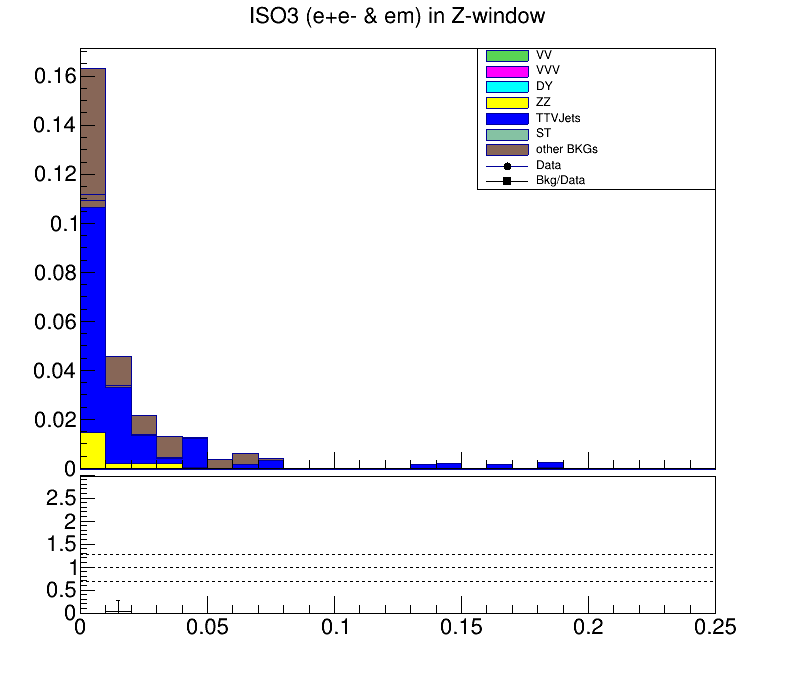 ISO3 (e+e- & em) in Z-window
VV
VVV
DY
ZZ
TTVJets
ST
other BKGs
Data
Bkg/Data
0.16
0.14
0.12
0.1
0.08
0.06
0.04
0.02
0
2.5
2
1.5
1
0.5
0
0 0.05 0.1 0.15 0.2 0.25